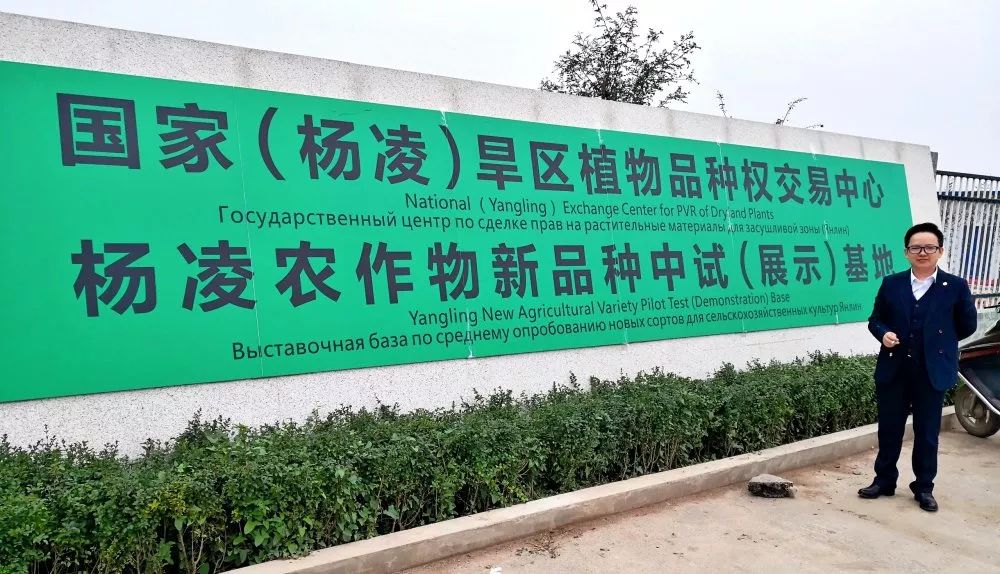 国家（杨凌）旱区植物品种权交易中心
National （Yangling） Exchange Center for PVR of Dryland Plants
Государственный центр по сделке прав на растительные материалы для засушливой зоны (Янлин)
杨凌农作物新品种中试（展示）基地
Yangling New Agricultural Variety Pilot Test (Demonstration) Base
Выставочная база по среднему опробованию новых сортов для сельскохозяйственных культур Янлин